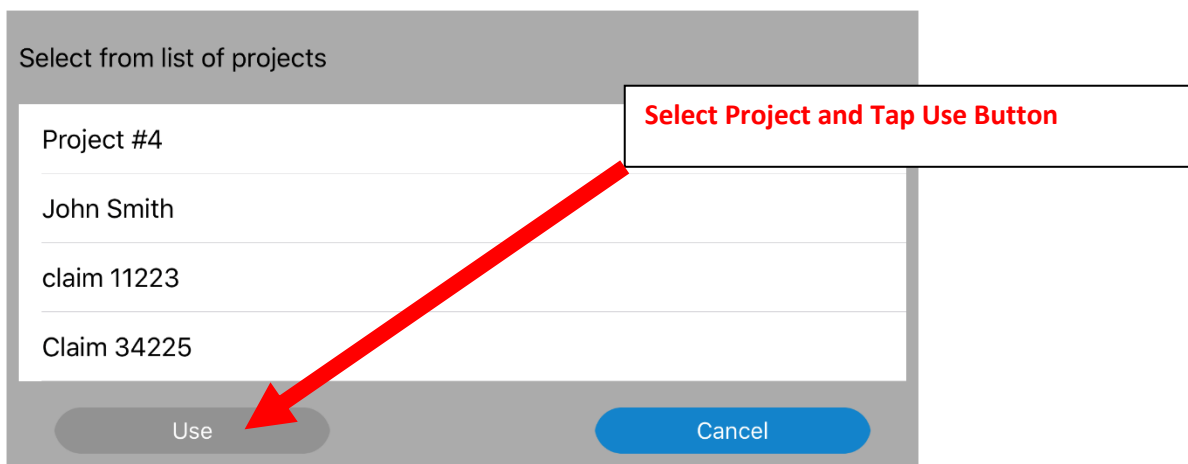 Select from list of projects
Select Project and Tap Use Button
Project #4
John Smith
claim 11223
Claim 34225
Use
Cancel